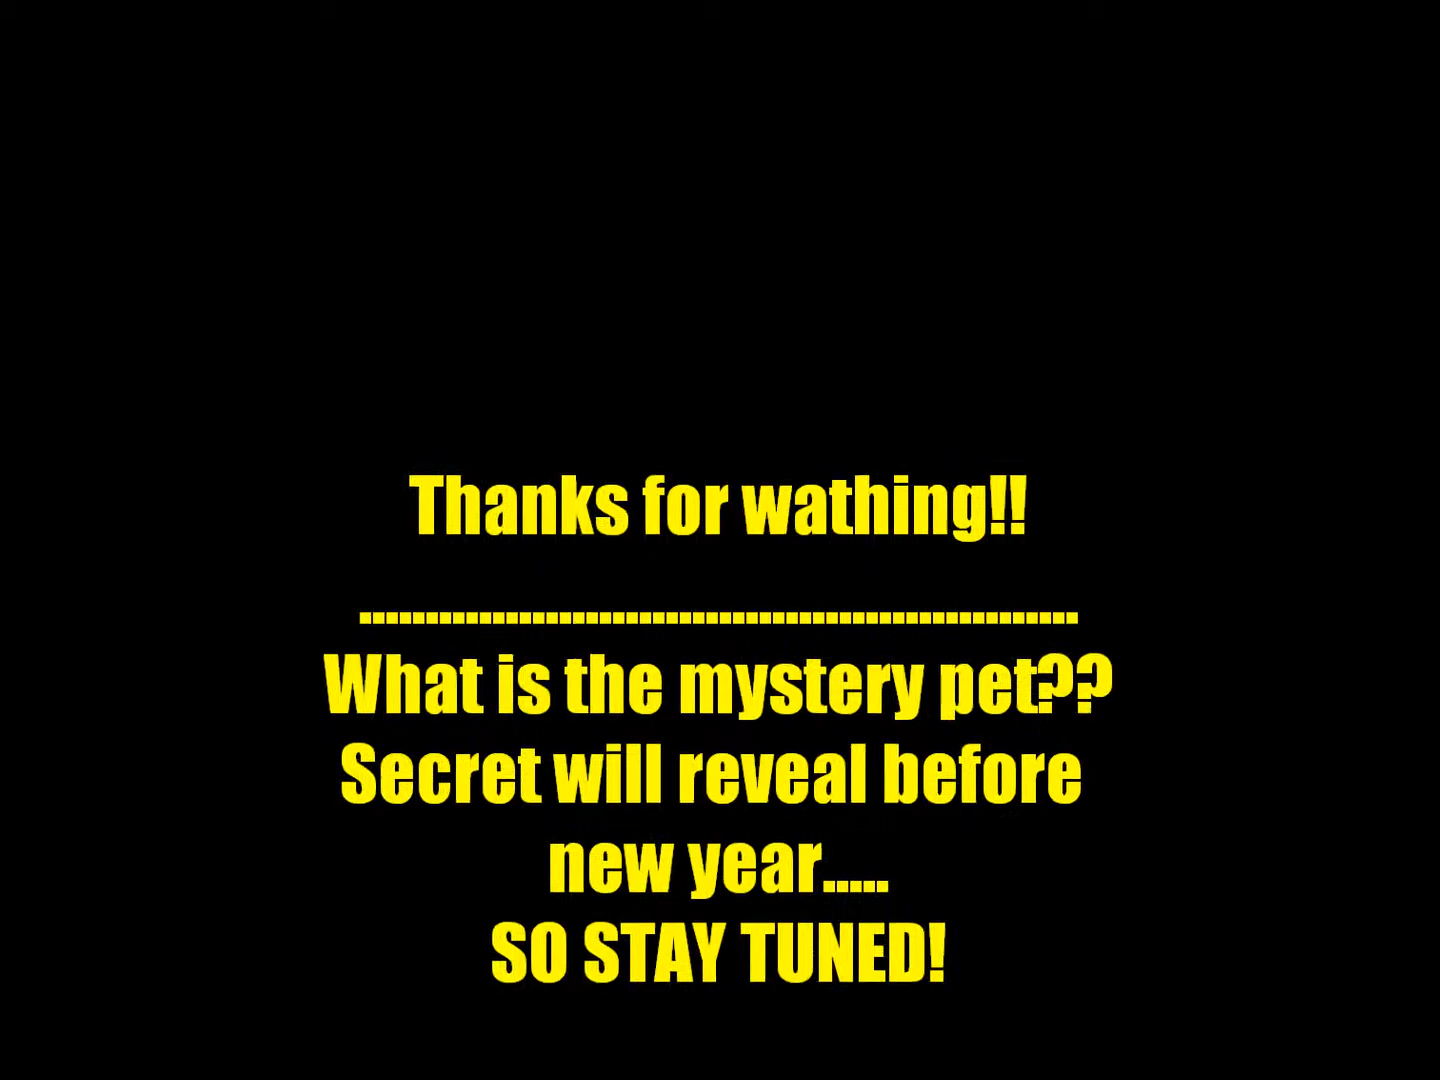 Thanks for wathing!!
......................................................
What is the mystery pet??
Secret will reveal before
new year.....
SO STAY TUNED!